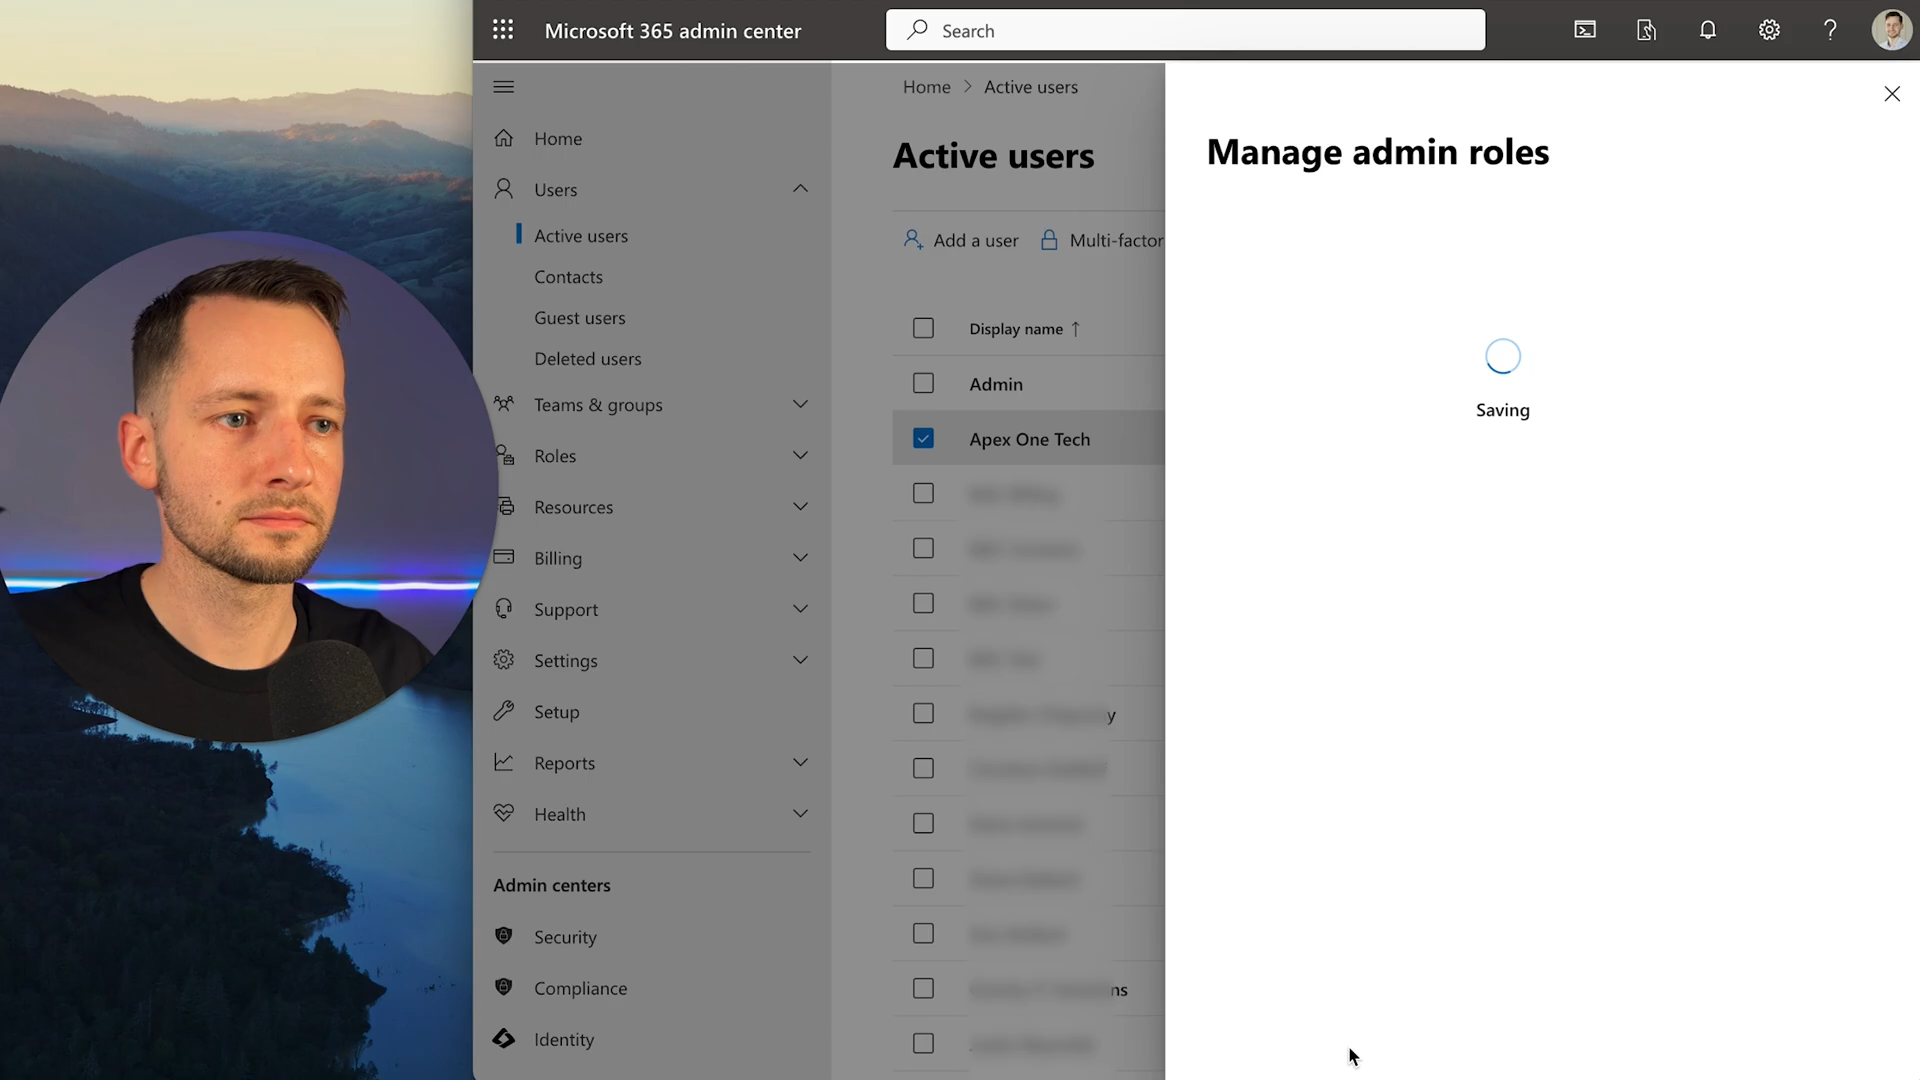 Microsoft 365 admin center
Search
Home
Users
Active users
Contacts
Guest users
Deleted users
Teams & groups
Roles
Resources
Billing
Support
Settings
Setup
Reports
Health
Admin centers
Security
Compliance
Identity
Home > Active users
Active users
Add a user
Multi-factor
Display name ↑
Admin
Apex One Tech
Manage admin roles
Saving